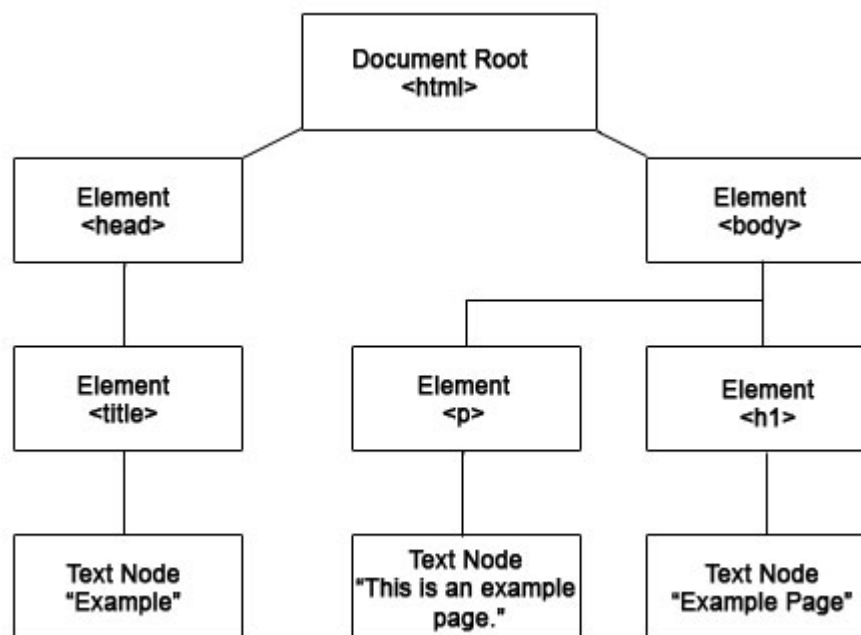 Document Root
<html>
Element
<head>
Element
<body>
Element
<title>
Element
<p>
Element
<h1>
Text Node
“Example”
Text Node
“This is an example
page.”
Text Node
“Example Page”